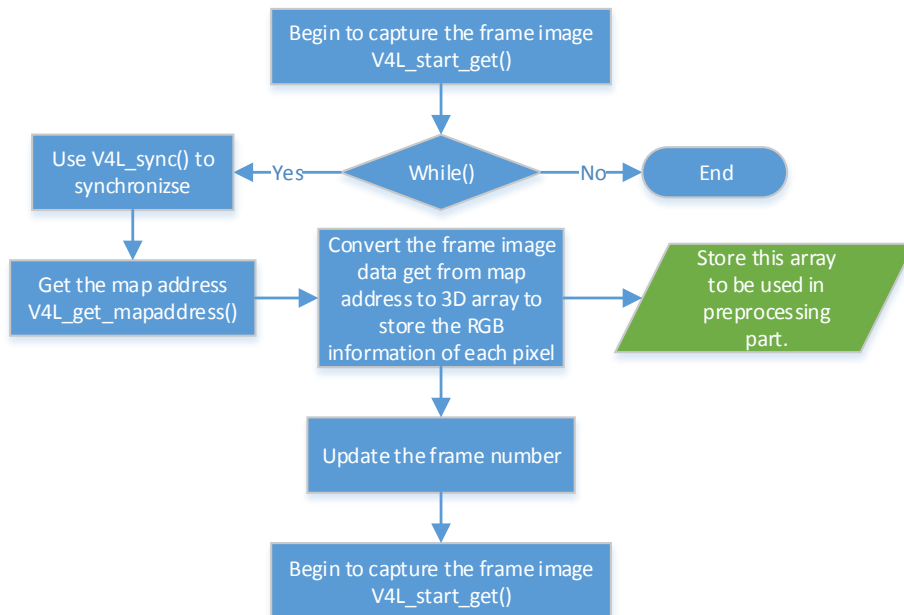 Begin to capture the frame image
V4L_start_get()
Use V4L_sync() to
synchronizse
Yes
While()
No
End
Get the map address
V4L_get_mapaddress()
Convert the frame image
data get from map
address to 3D array to
store the RGB
information of each pixel
Store this array
to be used in
preprocessing
part.
Update the frame number
Begin to capture the frame image
V4L_start_get()